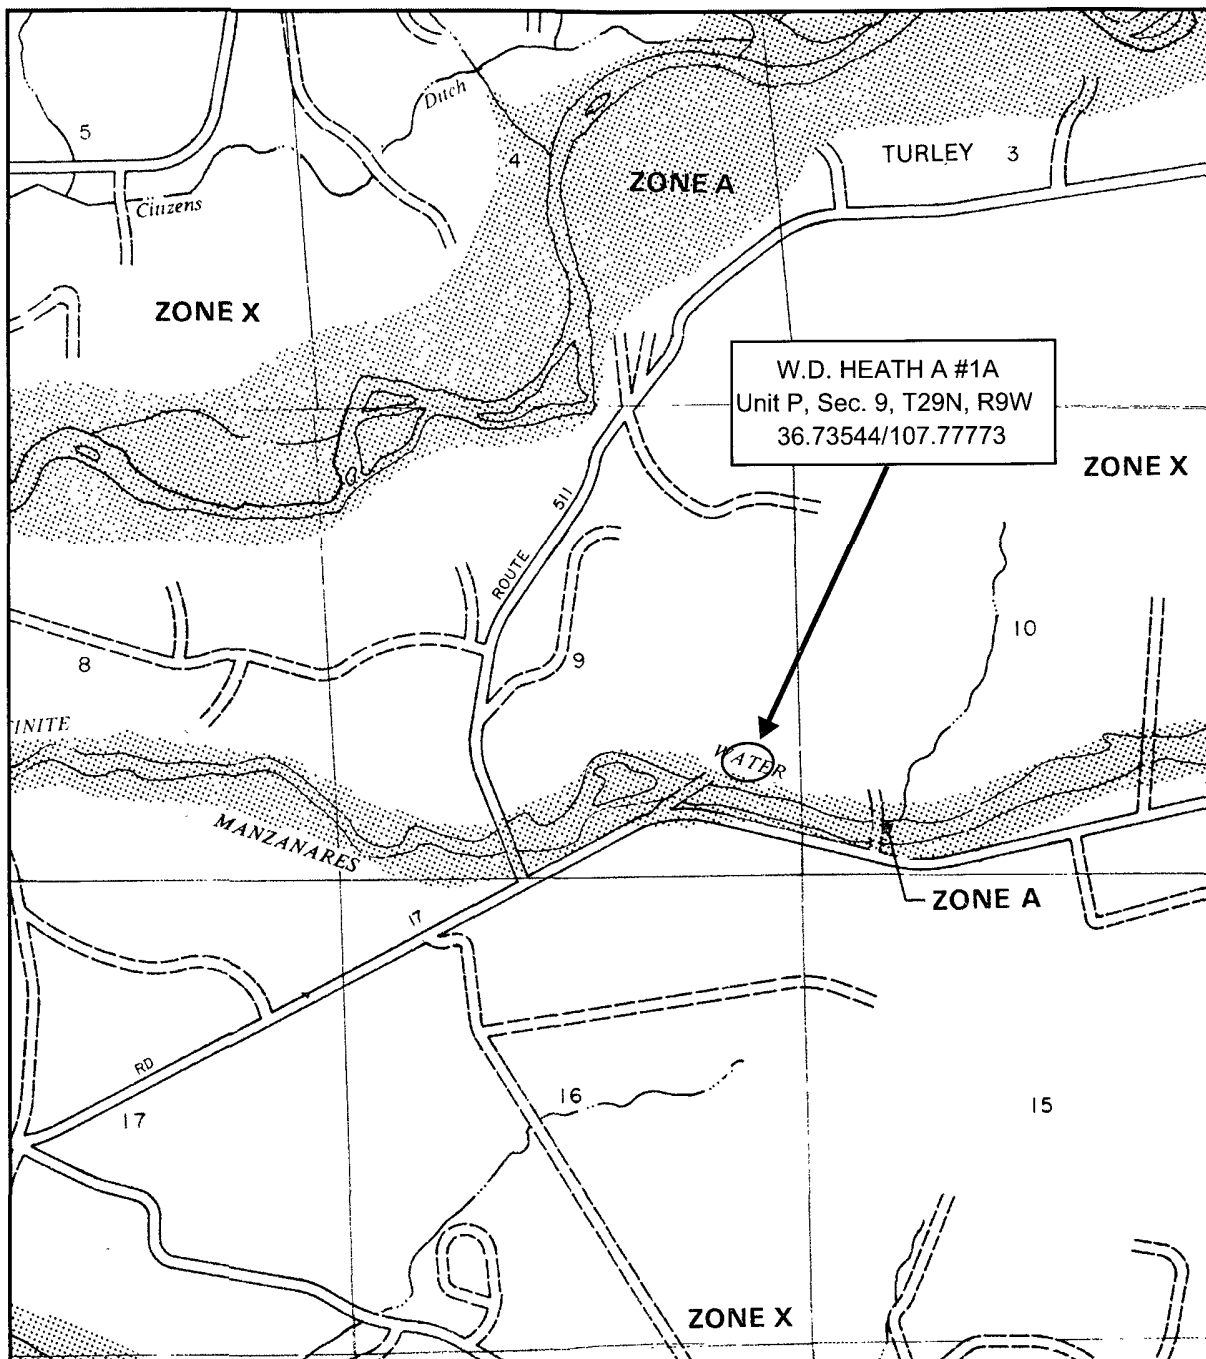 Ditch
5
4
TURLEY 3
ZONE A
Citizens
ZONE X
W.D. HEATH A #1A
Unit P, Sec. 9, T29N, R9W
36.73544/107.77773
ZONE X
ROUTE 511
10
8
9
INITE
WATER
MANZANARES
ZONE A
17
RD
17
16
15
ZONE X